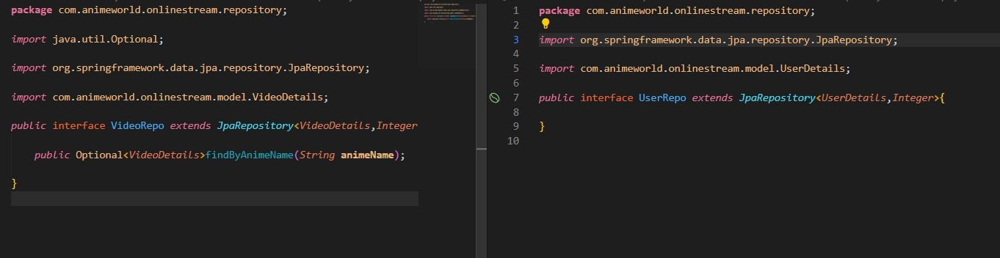 package com.animeworld.onlinestream.repository;
import java.util.Optional;
import org.springframework.data.jpa.repository.JpaRepository;
import com.animeworld.onlinestream.model.VideoDetails;
public interface VideoRepo extends JpaRepository<VideoDetails,Integer
public Optional<VideoDetails>findByAnimeName(String animeName);
}
1 package com.animeworld.onlinestream.repository;
2
3 import org.springframework.data.jpa.repository.JpaRepository;
4
5 import com.animeworld.onlinestream.model.UserDetails;
6
7 public interface UserRepo extends JpaRepository<UserDetails,Integer>{
8
9 }
10